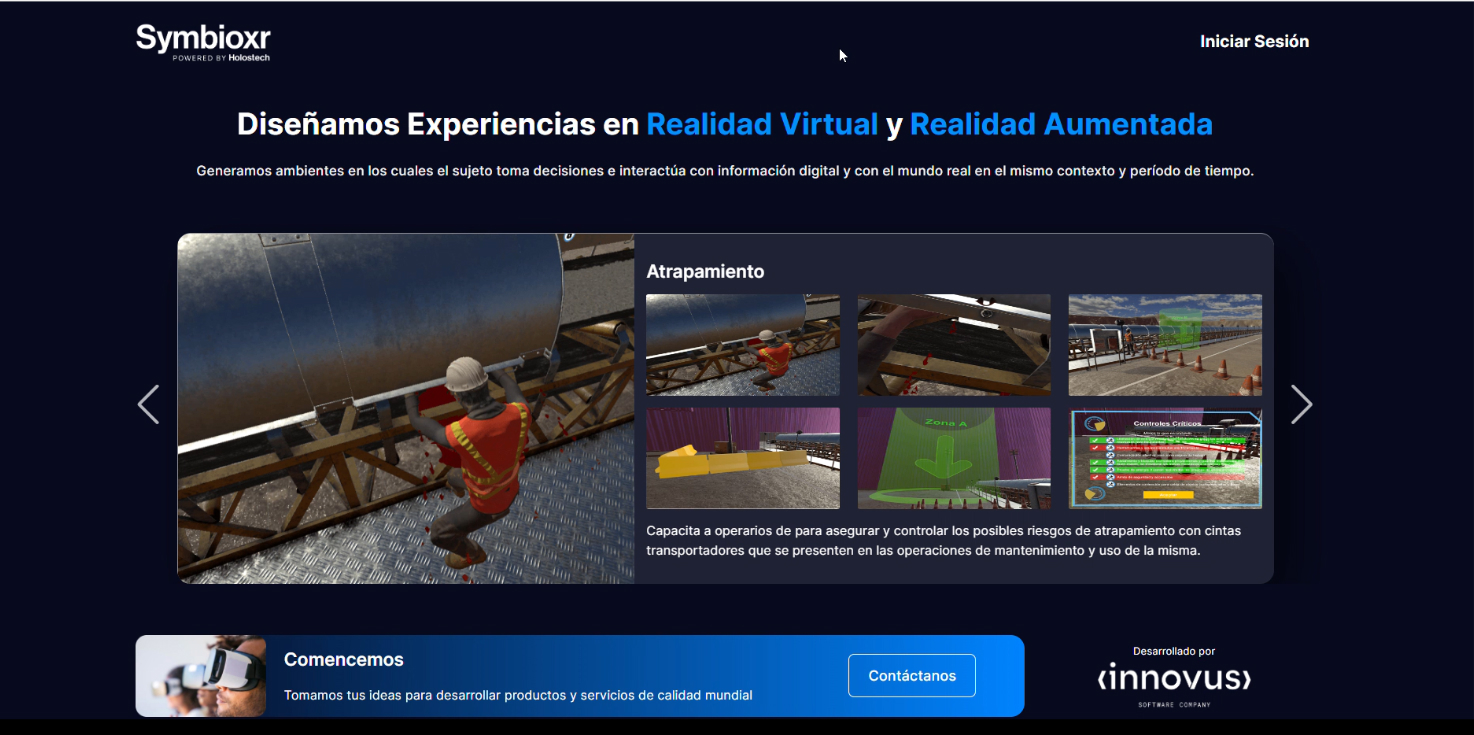 Symbioxr
POWERED BY Holostech
Iniciar Sesión
Diseñamos Experiencias en Realidad Virtual y Realidad Aumentada
Generamos ambientes en los cuales el sujeto toma decisiones e interactúa con información digital y con el mundo real en el mismo contexto y período de tiempo.
Atrapamiento
Zona A
Controles Críticos
Capacita a operarios de para asegurar y controlar los posibles riesgos de atrapamiento con cintas
transportadores que se presenten en las operaciones de mantenimiento y uso de la misma.
Comencemos
Tomamos tus ideas para desarrollar productos y servicios de calidad mundial
Contáctanos
Desarrollado por
‹innovus›
SOFTWARE COMPANY